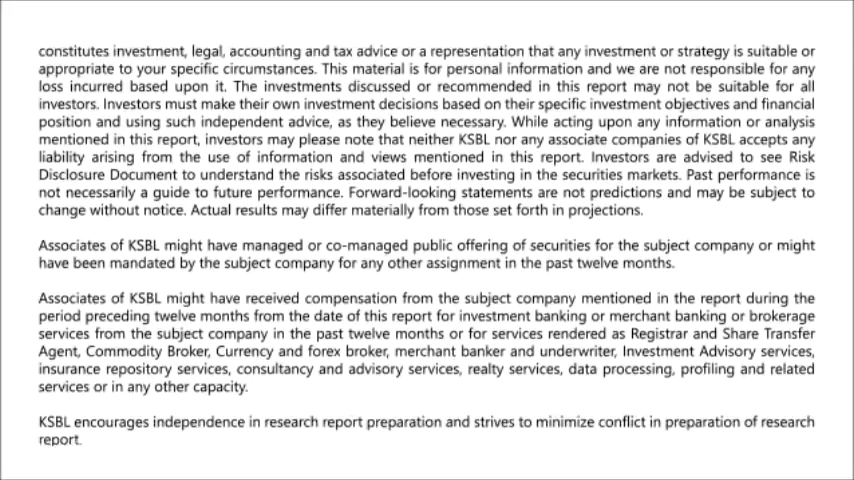 constitutes investment, legal, accounting and tax advice or a representation that any investment or strategy is suitable or
appropriate to your specific circumstances. This material is for personal information and we are not responsible for any
loss incurred based upon it. The investments discussed or recommended in this report may not be suitable for all
investors. Investors must make their own investment decisions based on their specific investment objectives and financial
position and using such independent advice, as they believe necessary. While acting upon any information or analysis
mentioned in this report, investors may please note that neither KSBL nor any associate companies of KSBL accepts any
liability arising from the use of information and views mentioned in this report. Investors are advised to see Risk
Disclosure Document to understand the risks associated before investing in the securities markets. Past performance is
not necessarily a guide to future performance. Forward-looking statements are not predictions and may be subject to
change without notice. Actual results may differ materially from those set forth in projections.
Associates of KSBL might have managed or co-managed public offering of securities for the subject company or might
have been mandated by the subject company for any other assignment in the past twelve months.
Associates of KSBL might have received compensation from the subject company mentioned in the report during the
period preceding twelve months from the date of this report for investment banking or merchant banking or brokerage
services from the subject company in the past twelve months or for services rendered as Registrar and Share Transfer
Agent, Commodity Broker, Currency and forex broker, merchant banker and underwriter, Investment Advisory services,
insurance repository services, consultancy and advisory services, realty services, data processing, profiling and related
services or in any other capacity.
KSBL encourages independence in research report preparation and strives to minimize conflict in preparation of research
report.